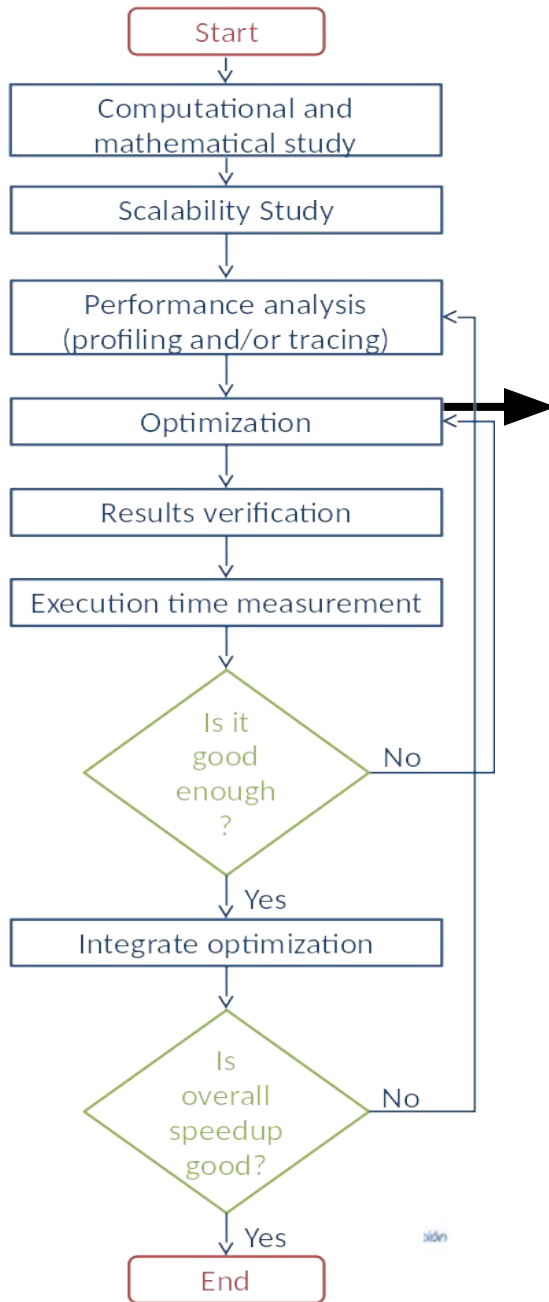 Start
Computational and
mathematical study
Scalability Study
Performance analysis
(profiling and/or tracing)
Optimization
Results verification
Execution time measurement
Is it
good
enough
?
No
Yes
Integrate optimization
Is
overall
speedup
good?
No
Yes
End